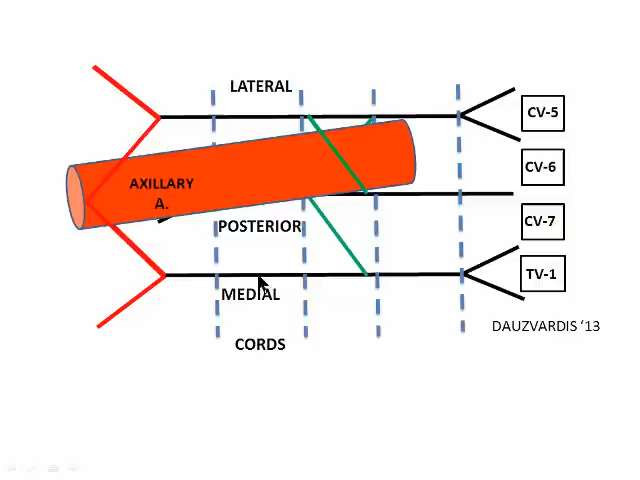 LATERAL
CV-5
CV-6
AXILLARY
A.
CV-7
POSTERIOR
TV-1
MEDIAL
DAUZVARDIS ‘13
CORDS